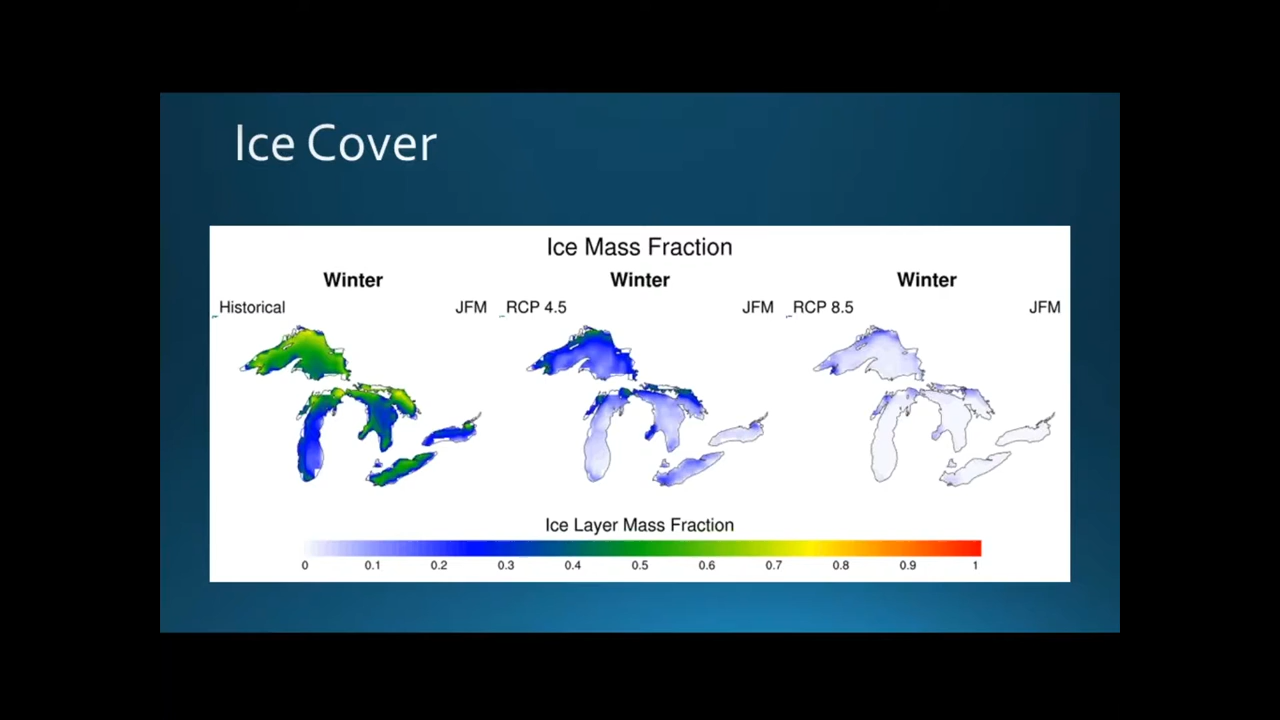 Ice Cover
Ice Mass Fraction
Winter Winter Winter
Historical JFM RCP 4.5 JFM RCP 8.5 JFM
Ice Layer Mass Fraction
0 0.1 0.2 0.3 0.4 0.5 0.6 0.7 0.8 0.9 1